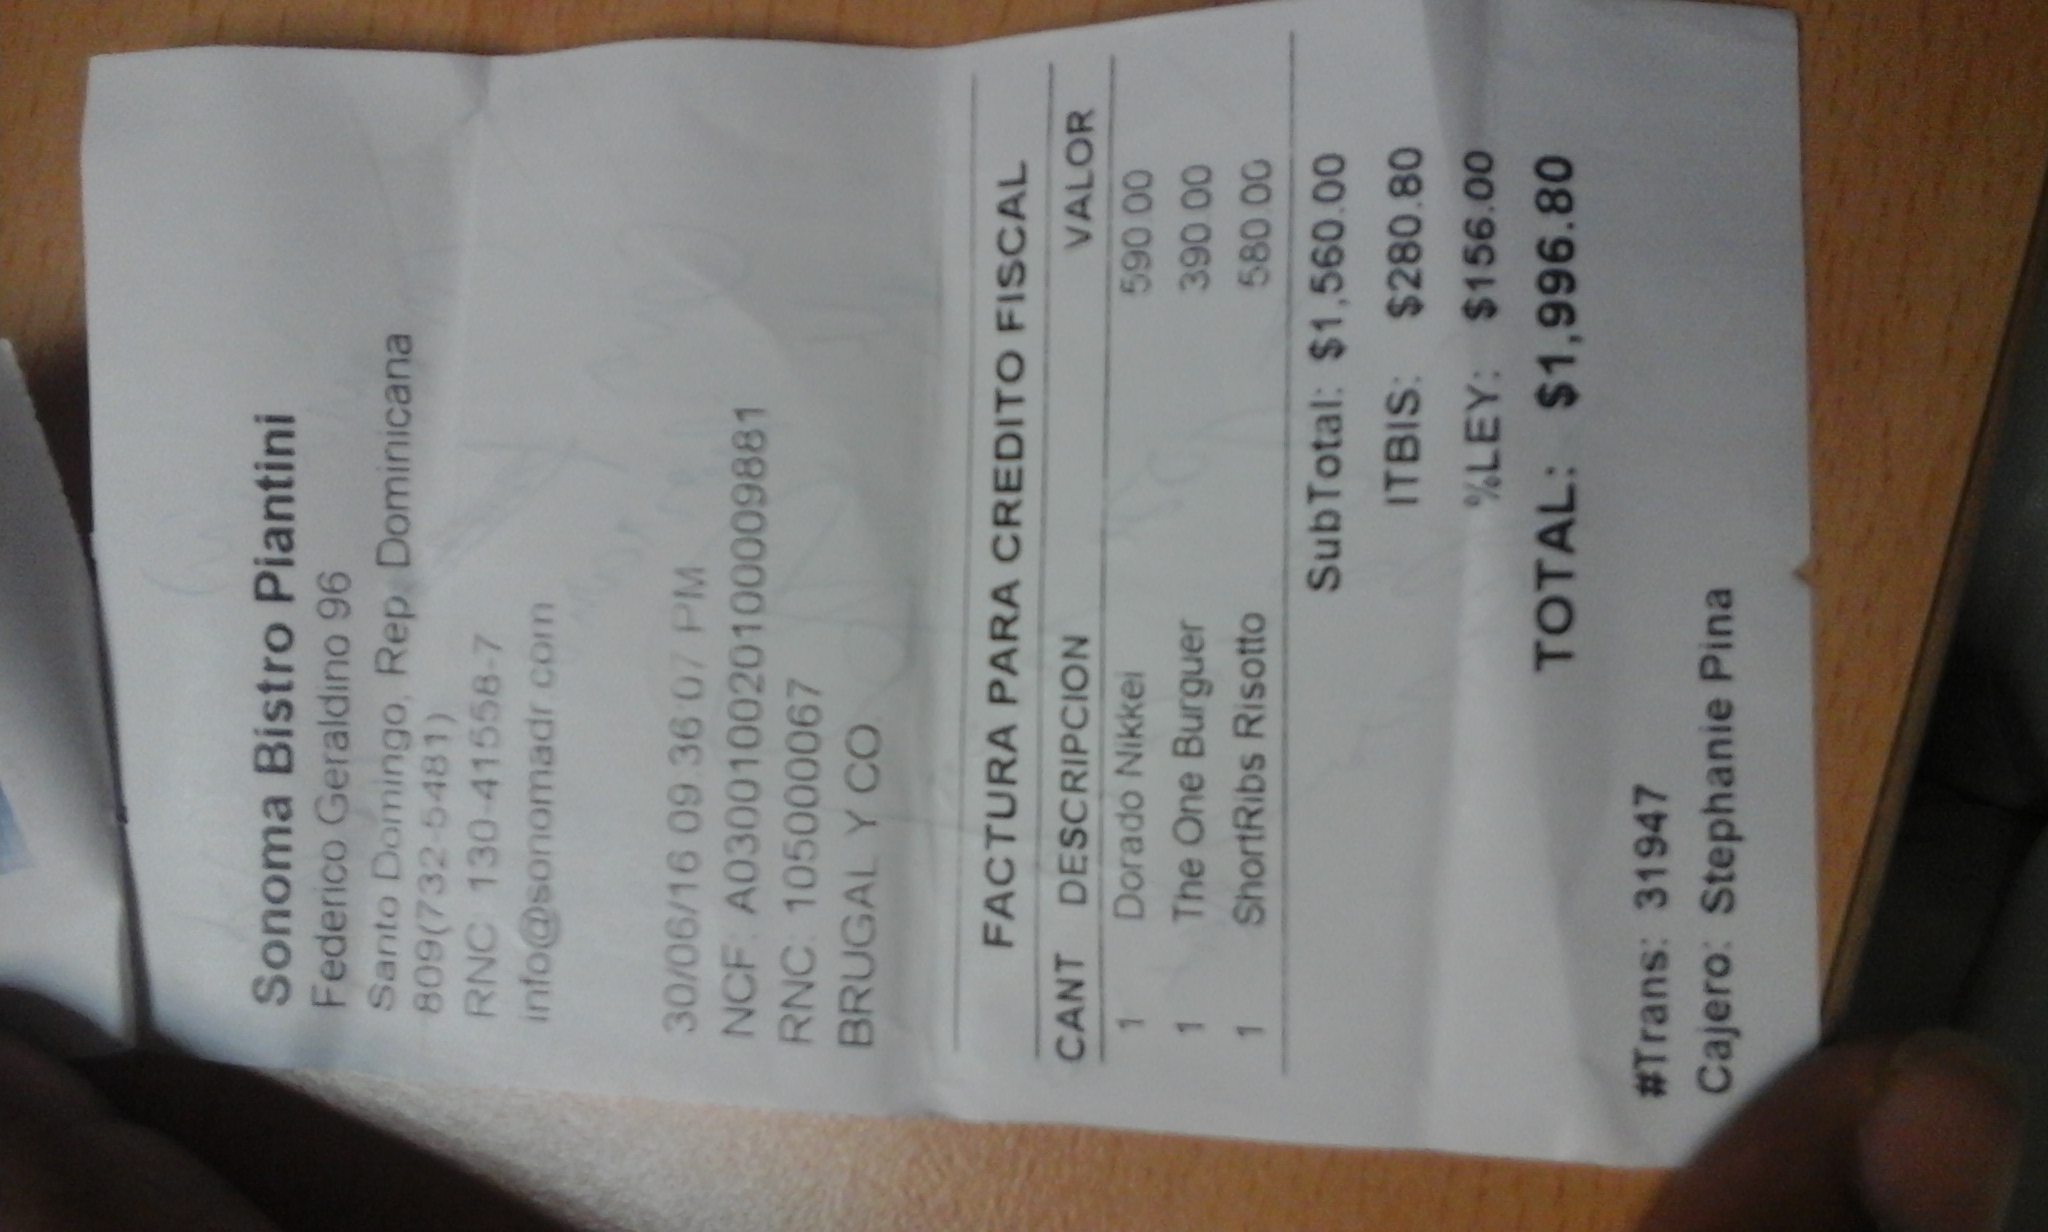 Sonoma Bistro Piantini
Federico Geraldino 96
Santo Domingo, Rep. Dominicana
809(732-5481)
RNC: 130-41558-7
info@sonomadr.com
30/06/16 09:36:07 PM
NCF: A030010020100009881
RNC: 105000067
BRUGAL Y CO
FACTURA PARA CREDITO FISCAL
CANT DESCRIPCION VALOR
1 Dorado Nikkei 590.00
1 The One Burguer 390.00
1 ShortRibs Risotto 580.00
SubTotal: $1,560.00
ITBIS: $280.80
%LEY: $156.00
TOTAL: $1,996.80
#Trans: 31947
Cajero: Stephanie Pina